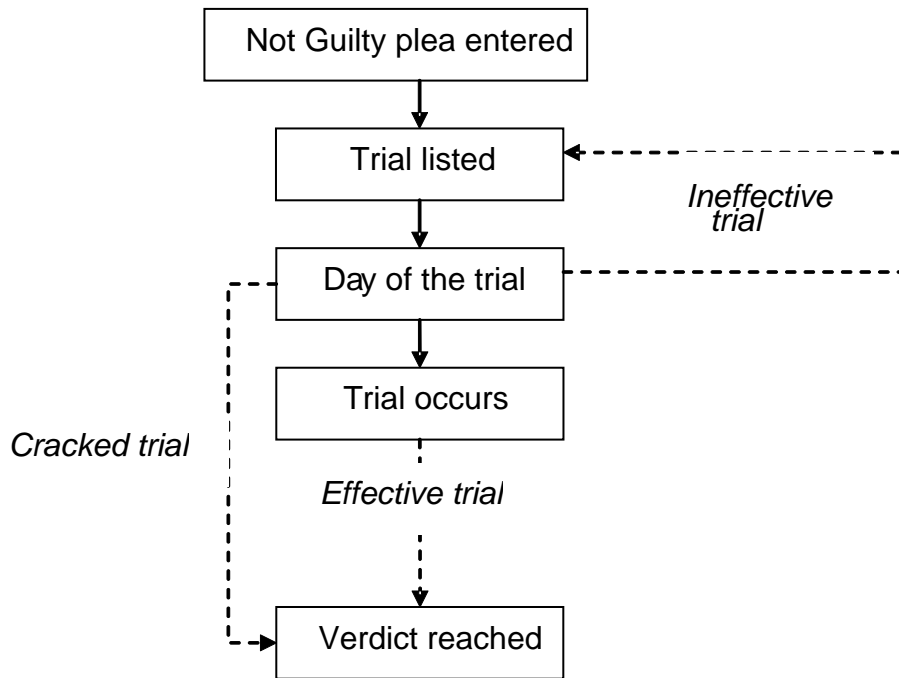 Not Guilty plea entered
Trial listed
Ineffective
trial
Day of the trial
Trial occurs
Cracked trial
Effective trial
Verdict reached